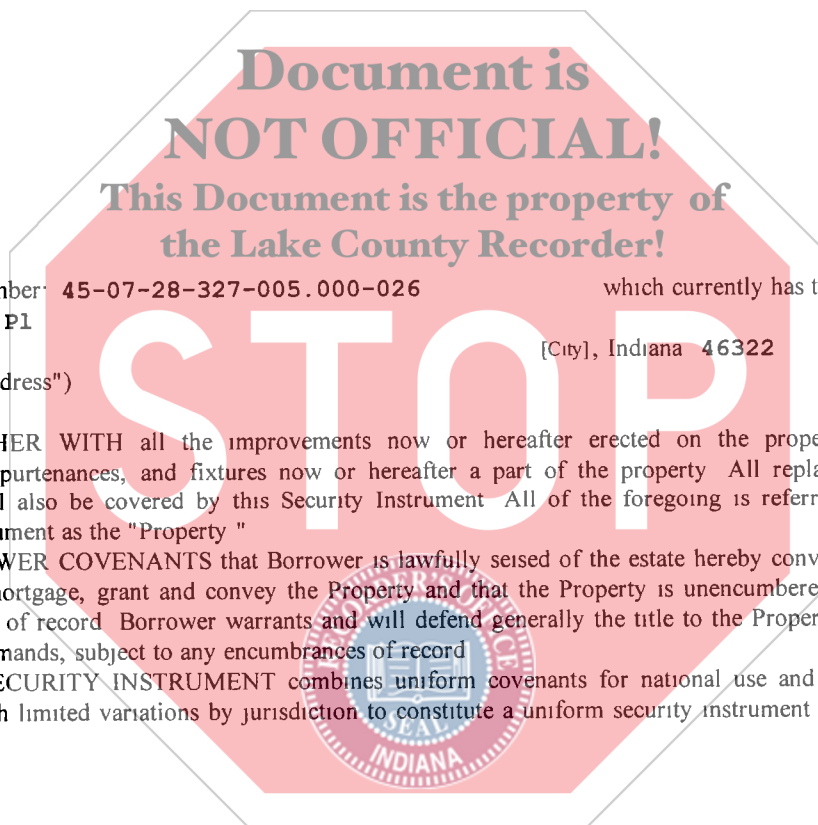 Document is
NOT OFFICIAL!
This Document is the property of
the Lake County Recorder!
nber 45-07-28-327-005.000-026 which currently has t
Pl
[City], Indiana 46322
dress")
HER WITH all the improvements now or hereafter erected on the prope
purtenances, and fixtures now or hereafter a part of the property All repla
l also be covered by this Security Instrument All of the foregoing is referr
ument as the "Property "
WER COVENANTS that Borrower is lawfully seised of the estate hereby conv
ortgage, grant and convey the Property and that the Property is unencumbere
of record Borrower warrants and will defend generally the title to the Proper
mands, subject to any encumbrances of record
ECURITY INSTRUMENT combines uniform covenants for national use and
h limited variations by jurisdiction to constitute a uniform security instrument
STOP
RECORDER'S OFFICE
SEAL
INDIANA